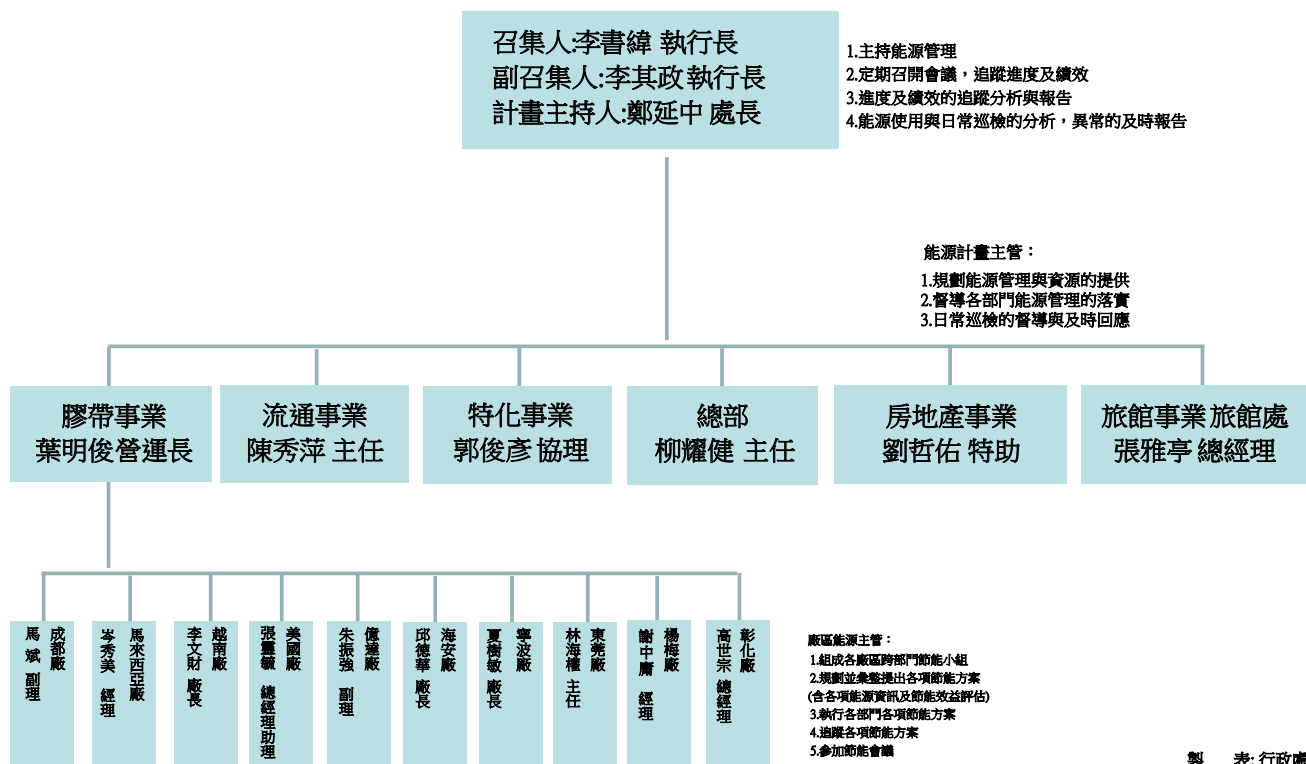 召集人:李書緯 執行長
副召集人:李其政 執行長
計畫主持人:鄭延中 處長
1.主持能源管理
2.定期召開會議，追蹤進度及績效
3.進度及績效的追蹤分析與報告
4.能源使用與日常巡檢的分析，異常的及時報告
能源計畫主管：
1.規劃能源管理與資源的提供
2.督導各部門能源管理的落實
3.日常巡檢的督導與及時回應
膠帶事業
葉明俊營運長
流通事業
陳秀萍 主任
特化事業
郭俊彥 協理
總部
柳耀健 主任
房地產事業
劉哲佑 特助
旅館事業 旅館處
張雅亭 總經理
成都廠
馬 斌 副理
馬來西亞廠
岑秀美 經理
越南廠
李文財 廠長
美國廠
張靈毓 總經理助理
億達廠
朱振強 副理
海安廠
邱德華 廠長
寧波廠
夏樹敏 廠長
東莞廠
林海權 主任
楊梅廠
謝中庸 經理
彰化廠
高世宗 總經理
廠區能源主管：
1.組成各廠區跨部門節能小組
2.規劃並彙整提出各項節能方案
(含各項能源資訊及節能效益評估)
3.執行各部門各項節能方案
4.追蹤各項節能方案
5.參加節能會議
製 表: 行政處